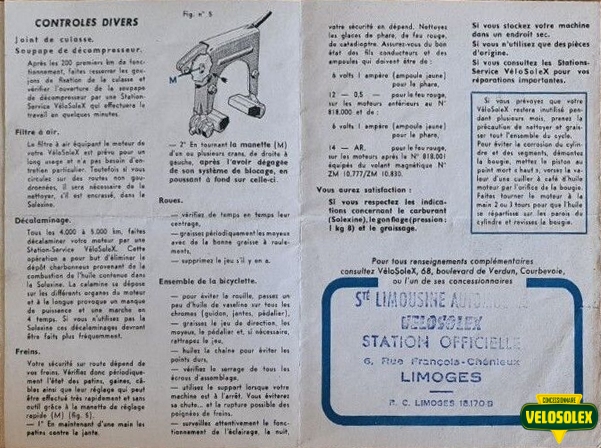 CONTROLES DIVERS
Joint de culasse.
Soupape de décompresseur.
Après les 200 premiers km de fonc-
tionnement, faites resserrer les gou-
jons de fixation de la culasse et
vérifier l'ouverture de la soupape
de décompresseur par une Station-
Service VéloSoleX qui effectuera le
travail en quelques minutes.
Filtre à air.
Le filtre à air équipant le moteur de
votre VéloSoleX est prévu pour un
long usage et n'a pas besoin d'en-
tretien particulier. Toutefois si vous
circulez sur des routes non gou-
dronnées, il sera nécessaire de le
nettoyer, s'il est encrassé, dans de la
Solexine.
Décalaminage.
Tous les 4.000 à 5.000 km, faites
décalaminer votre moteur par une
Station-Service VéloSoleX. Cette
opération a pour but d'éliminer le
dépôt charbonneux provenant de la
combustion de l'huile contenue dans
la Solexine. La calamine se dépose
sur les différents organes du moteur
et à la longue provoque un manque
de puissance et une marche en
4 temps. Si vous n'utilisez pas la
Solexine ces décalaminages devront
être faits plus fréquemment.
Freins.
Votre sécurité sur route dépend de
vos freins. Vérifiez donc périodique-
ment l'état des patins, gaines, câ-
bles ainsi que leur réglage qui peut
être effectué très rapidement et sans
outil grâce à la manette de réglage
rapide (M) (fig. 5).
— 1° En maintenant d'une main les
patins contre la jante.
Fig. n° 5
M
— 2° En tournant la manette (M)
d'un ou plusieurs crans, de droite à
gauche, après l'avoir dégagée
de son système de blocage, en
poussant à fond sur celle-ci.
Roues.
— vérifiez de temps en temps leur
centrage,
— graissez périodiquement les moyeux
avec de la bonne graisse à roule-
ments,
— supprimez le jeu s'il y en a.
Ensemble de la bicyclette.
— pour éviter la rouille, passez un
peu d'huile de vaseline sur tous les
chromes (guidon, jantes, pédalier),
— graissez le jeu de direction, les
moyeux, le pédalier et, si nécessaire,
rattrapez le jeu,
— huilez la chaîne pour éviter les
points durs,
— vérifiez le serrage de tous les
écrous d'assemblage.
— utilisez la support lorsque votre
machine est à l'arrêt. Vous éviterez
sa chute... et la rupture possible des
poignées de freins.
— surveillez attentivement le fonc-
tionnement de l'éclairage, la nuit,
votre sécurité en dépend. Nettoyez
les glaces de phare, de feu rouge,
de catadioptre. Assurez-vous du bon
état des fils conducteurs et des
ampoules qui doivent être de :
6 volts 1 ampère (ampoule jaune)
pour le phare,
12 — 0,5 — pour le feu rouge,
sur les moteurs antérieurs au N°
818.000 et de :
6 volts 1 ampère (ampoule jaune)
pour le phare,
14 — AR. pour le feu rouge,
sur les moteurs après le N° 818.001
équipés du volant magnétique N°
ZM 10.777/ZM 10.830.
Vous aurez satisfaction :
Si vous respectez les indica-
tions concernant le carburant
(Solexine), le gonflage (pression :
1 kg 8) et le graissage.
Si vous stockez votre machine
dans un endroit sec.
Si vous n'utilisez que des pièces
d'origine.
Si vous consultez les Stations-
Service VéloSoleX pour vos
réparations importantes.
Si vous prévoyez que votre
VéloSoleX restera inutilisé pen-
dant plusieurs mois, prenez la
précaution de nettoyer et grais-
ser tout l'ensemble du cycle.
Pour éviter la corrosion du cylin-
dre et des segments, démontez
la bougie, mettez le piston au
point mort haut, versez la va-
leur d'une cuiller à café d'huile
moteur par l'orifice de la bougie.
Faites tourner le moteur à la
main 2 ou 3 tours pour que l'huile
se répartisse sur les parois du
cylindre et revissez la bougie.
Pour tous renseignements complémentaires
consultez VéloSoleX, 68, boulevard de Verdun, Courbevoie,
ou l'un de ses concessionnaires
Sté LIMOUSINE
VELOSOLEX
STATION OFFICIELLE
6, Rue François-Chénieux
LIMOGES
R. C. LIMOGES 18.170 B
CONCESSIONNAIRE
VELOSOLEX